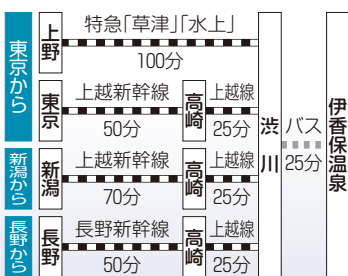 東京から
上野
特急「草津」「水上」
100分
東京
上越新幹線
50分
高崎
上越線
25分
新潟から
新潟
上越新幹線
70分
高崎
上越線
25分
長野から
長野
長野新幹線
50分
高崎
上越線
25分
渋川
バス
25分
伊香保温泉